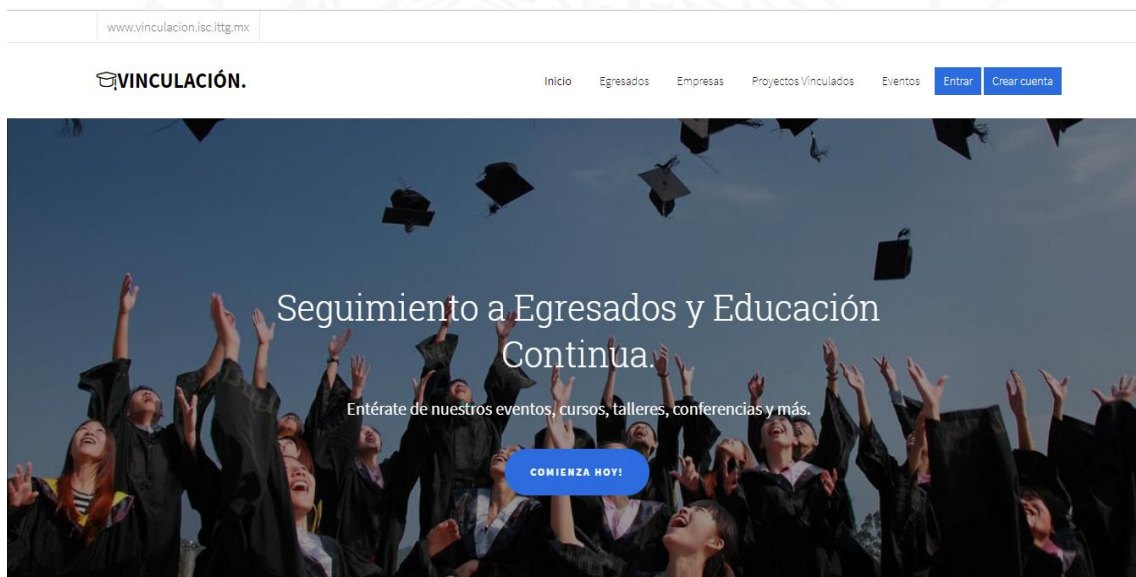 www.vinculacion.isc.ittg.mx
VINCULACIÓN.
Inicio Egresados Empresas Proyectos Vinculados Eventos Entrar Crear cuenta
Seguimiento a Egresados y Educación
Continua.
Entérate de nuestros eventos, cursos, talleres, conferencias y más.
COMIENZA HOY!